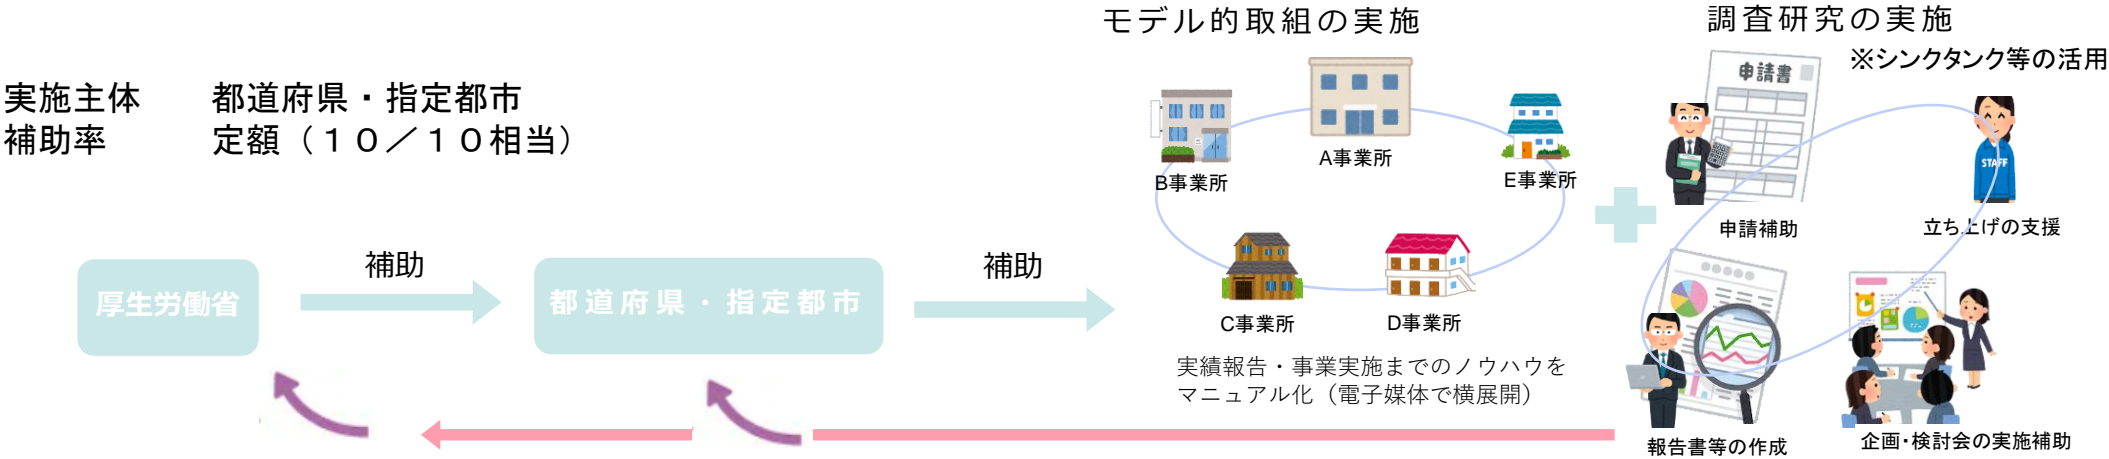 実施主体　　都道府県・指定都市
補助率　　　定額（１０／１０相当）
厚生労働省
補助
都道府県・指定都市
補助
モデル的取組の実施
A事業所
B事業所
E事業所
C事業所
D事業所
実績報告・事業実施までのノウハウを
マニュアル化（電子媒体で横展開）
調査研究の実施
※シンクタンク等の活用
申請書
STAFF
申請補助
立ち上げの支援
報告書等の作成
企画・検討会の実施補助